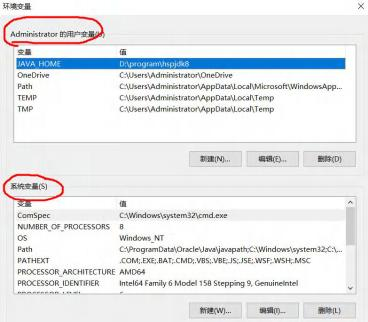 环境变量
Administrator 的用户变量(U)
变量 值
JAVA_HOME D:\program\hspjdk8
OneDrive C:\Users\Administrator\OneDrive
Path C:\Users\Administrator\AppData\Local\Microsoft\WindowsApp...
TEMP C:\Users\Administrator\AppData\Local\Temp
TMP C:\Users\Administrator\AppData\Local\Temp
新建(N)... 编辑(E)... 删除(D)
系统变量(S)
变量 值
ComSpec C:\Windows\system32\cmd.exe
NUMBER_OF_PROCESSORS 8
OS Windows_NT
Path C:\ProgramData\Oracle\Java\javapath;C:\Windows\system32;C:\...
PATHEXT .COM;.EXE;.BAT;.CMD;.VBS;.VBE;.JS;.JSE;.WSF;.WSH;.MSC
PROCESSOR_ARCHITECTURE AMD64
PROCESSOR_IDENTIFIER Intel64 Family 6 Model 158 Stepping 9, GenuineIntel
新建(W)... 编辑(I)... 删除(L)